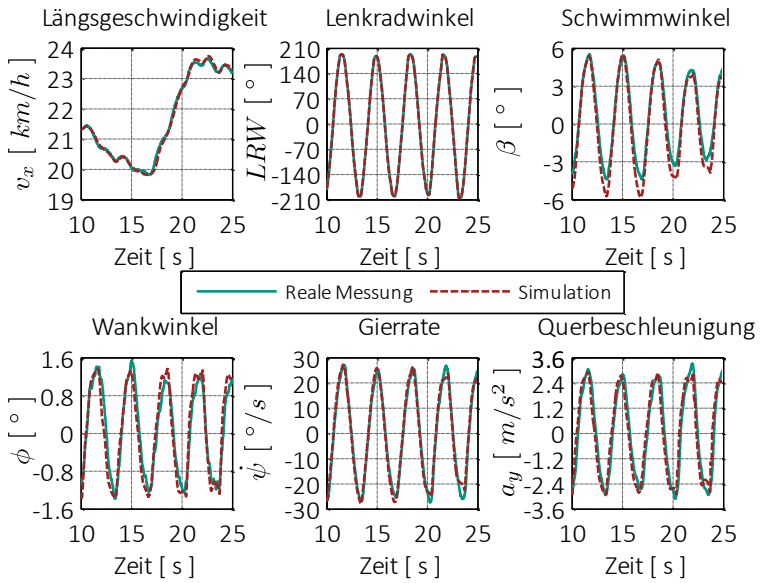 Längsgeschwindigkeit Lenkradwinkel Schwimmwinkel
24
23
22
21
20
19
v_x [ km/h ]
10 15 20 25
Zeit [ s ]
210
140
70
0
-70
-140
-210
LRW [ ° ]
10 15 20 25
Zeit [ s ]
6
3
0
-3
-6
β [ ° ]
10 15 20 25
Zeit [ s ]
Reale Messung Simulation
Wankwinkel Gierrate Querbeschleunigung
1.6
0.8
0
-0.8
-1.6
ϕ [ ° ]
10 15 20 25
Zeit [ s ]
30
20
10
0
-10
-20
-30
ψ̇ [ °/s ]
10 15 20 25
Zeit [ s ]
3.6
2.4
1.2
0
-1.2
-2.4
-3.6
a_y [ m/s² ]
10 15 20 25
Zeit [ s ]